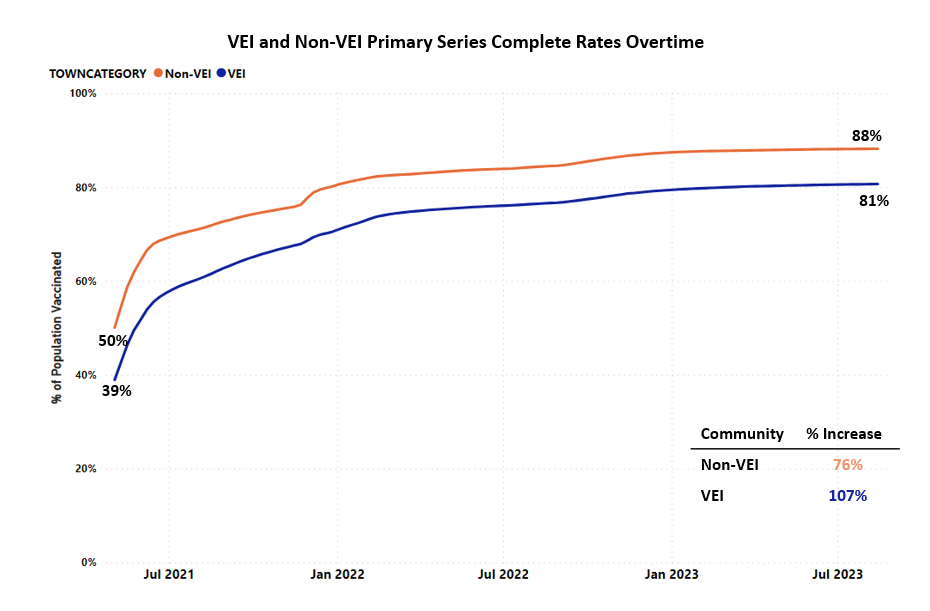 VEI and Non-VEI Primary Series Complete Rates Overtime
TOWNCATEGORY Non-VEI VEI
100%
88%
80%
81%
% of Population Vaccinated
60%
50%
40%
39%
Community % Increase
Non-VEI 76%
20%
VEI 107%
0%
Jul 2021 Jan 2022 Jul 2022 Jan 2023 Jul 2023